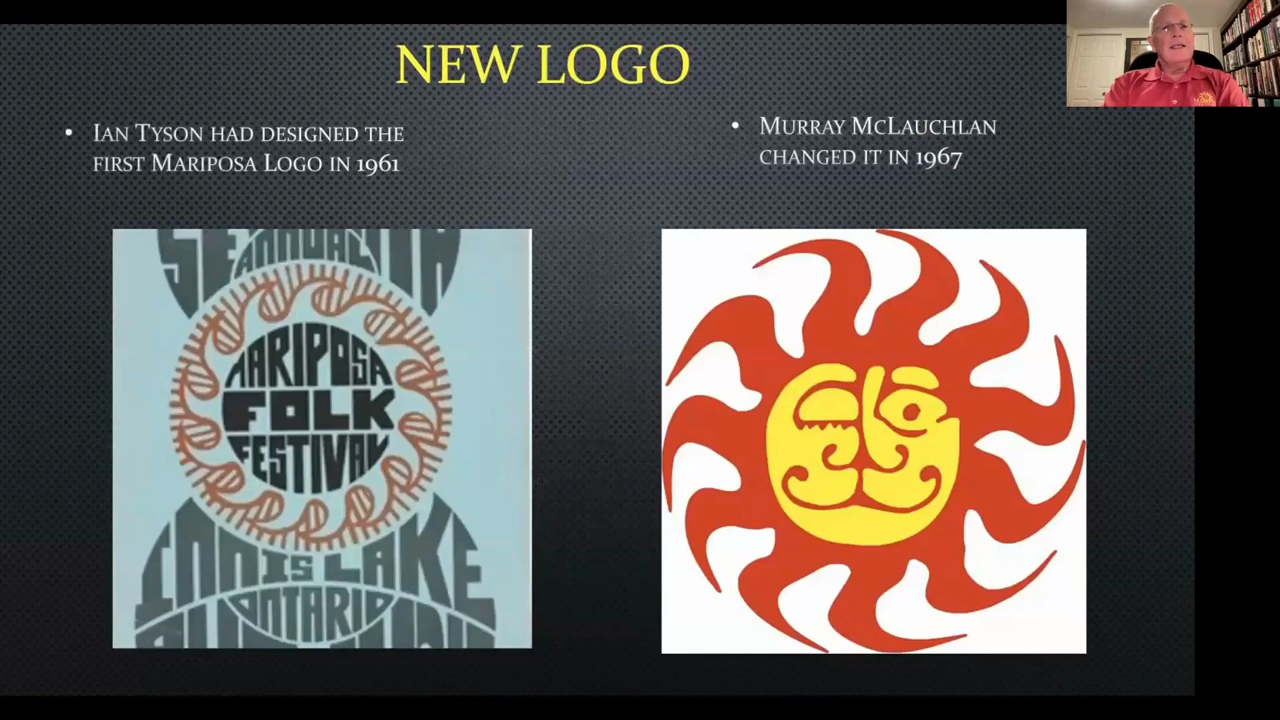 NEW LOGO
• IAN TYSON HAD DESIGNED THE
FIRST MARIPOSA LOGO IN 1961
• MURRAY MCLAUCHLAN
CHANGED IT IN 1967
ANNUAL
MARIPOSA
FOLK
FESTIVAL
INNIS LAKE
ONTARIO